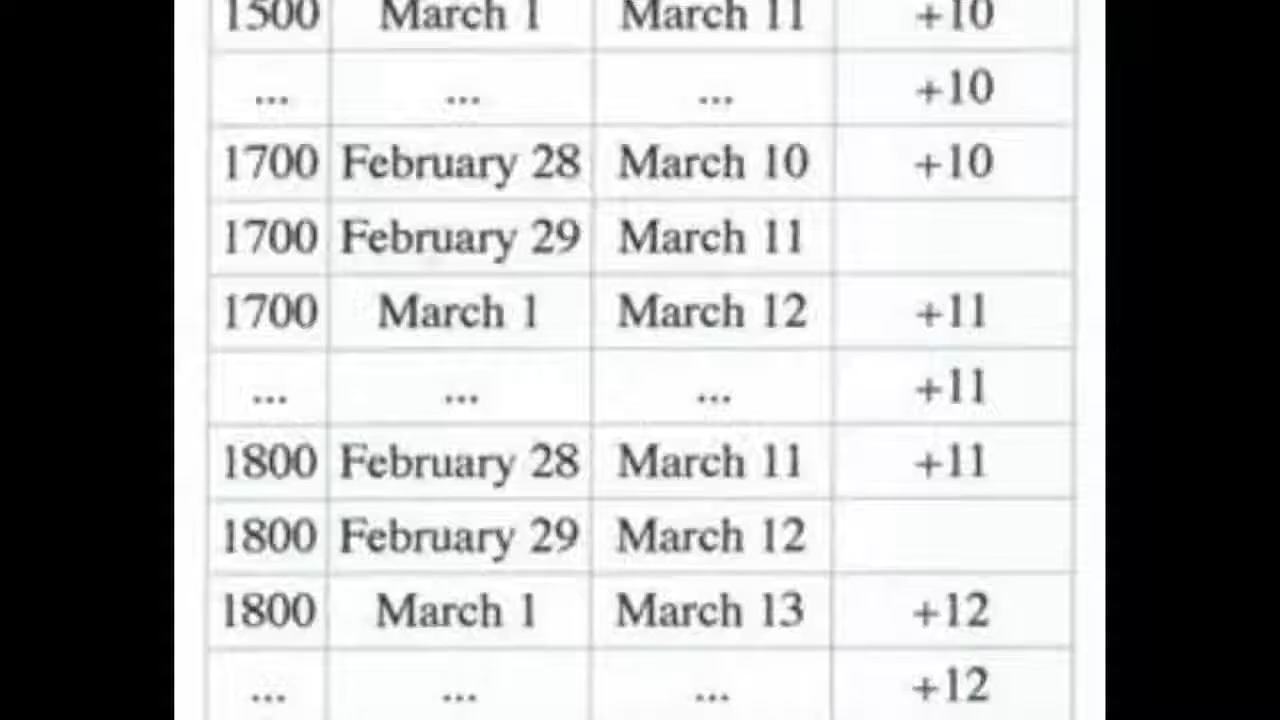 1500 March 1 March 11 +10
... ... ... +10
1700 February 28 March 10 +10
1700 February 29 March 11
1700 March 1 March 12 +11
... ... ... +11
1800 February 28 March 11 +11
1800 February 29 March 12
1800 March 1 March 13 +12
... ... ... +12